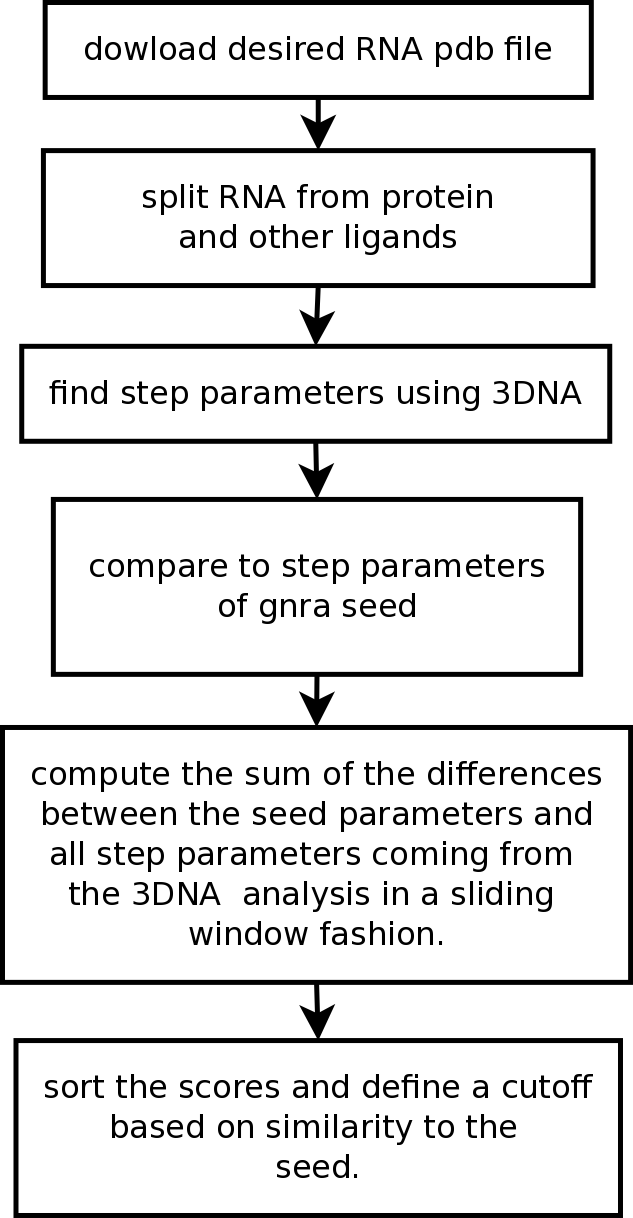 dowload desired RNA pdb file
split RNA from protein
and other ligands
find step parameters using 3DNA
compare to step parameters
of gnra seed
compute the sum of the differences
between the seed parameters and
all step parameters coming from
the 3DNA  analysis in a sliding
window fashion.
sort the scores and define a cutoff
based on similarity to the
seed.